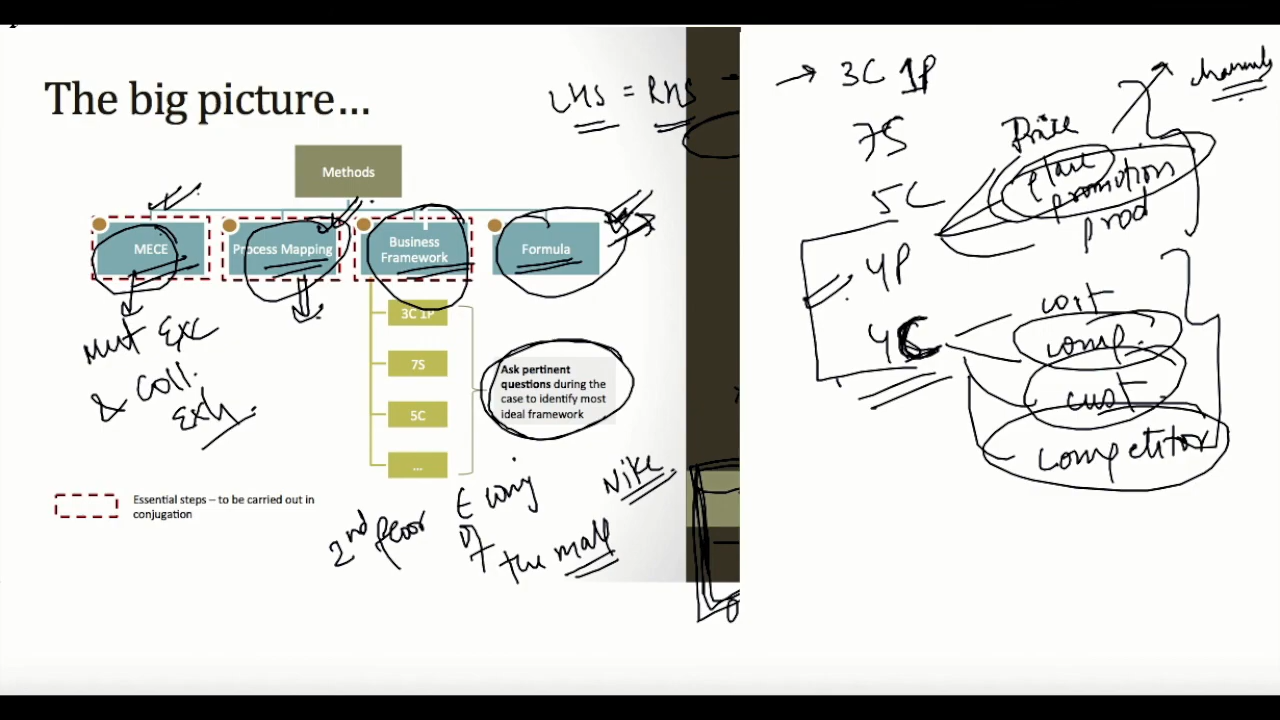 The big picture…
LHS = RHS
Methods
MECE
Process Mapping
Business
Framework
Formula
3C 1P
7S
5C
...
Ask pertinent
questions during the
case to identify most
ideal framework
Mut Exc
& Coll.
Exh
Essential steps – to be carried out in
conjugation
2nd floor
E wing
of
the mall
Nike
→ 3C 1P
7S
5C
4P
4C
Price
place
promotion
prod
channels
cost
comp.
cust
competitor